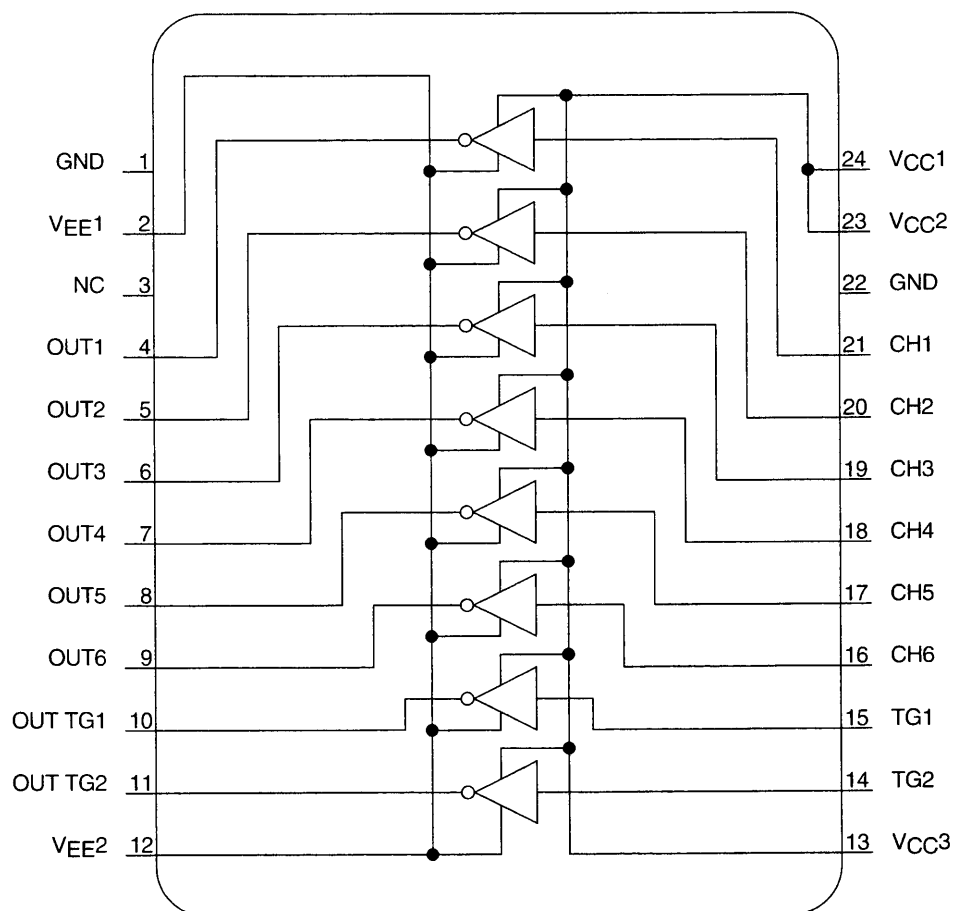 GND 1
VEE1 2
NC 3
OUT1 4
OUT2 5
OUT3 6
OUT4 7
OUT5 8
OUT6 9
OUT TG1 10
OUT TG2 11
VEE2 12
24 VCC1
23 VCC2
22 GND
21 CH1
20 CH2
19 CH3
18 CH4
17 CH5
16 CH6
15 TG1
14 TG2
13 VCC3